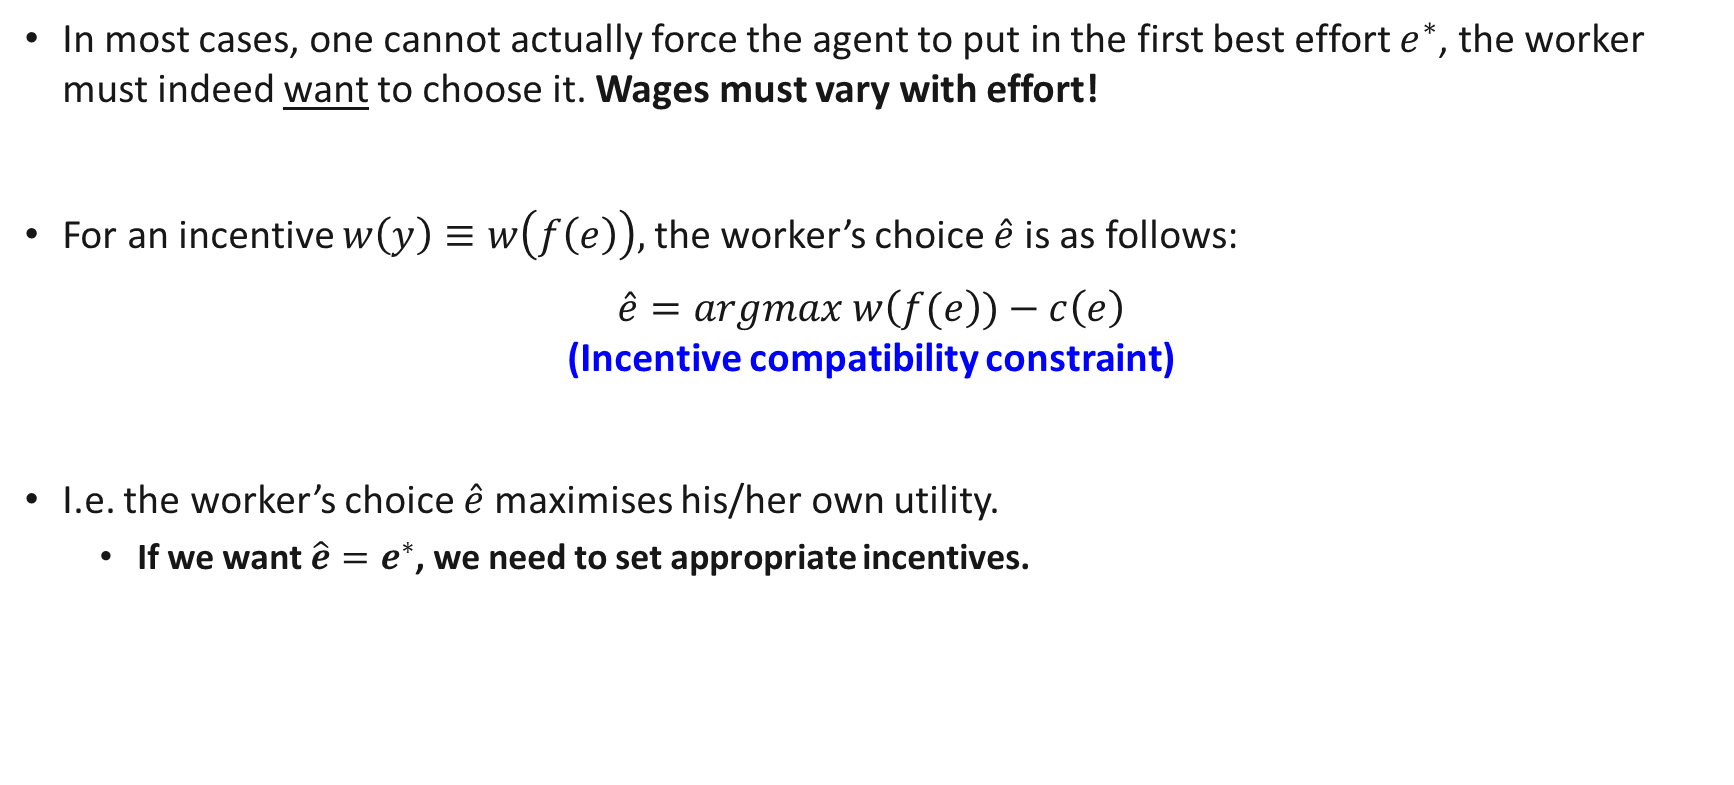 • In most cases, one cannot actually force the agent to put in the first best effort e*, the worker
must indeed want to choose it. Wages must vary with effort!
• For an incentive w(y) ≡ w(f(e)), the worker’s choice ê is as follows:
ê = argmax w(f(e)) − c(e)
(Incentive compatibility constraint)
• I.e. the worker’s choice ê maximises his/her own utility.
• If we want ê = e*, we need to set appropriate incentives.